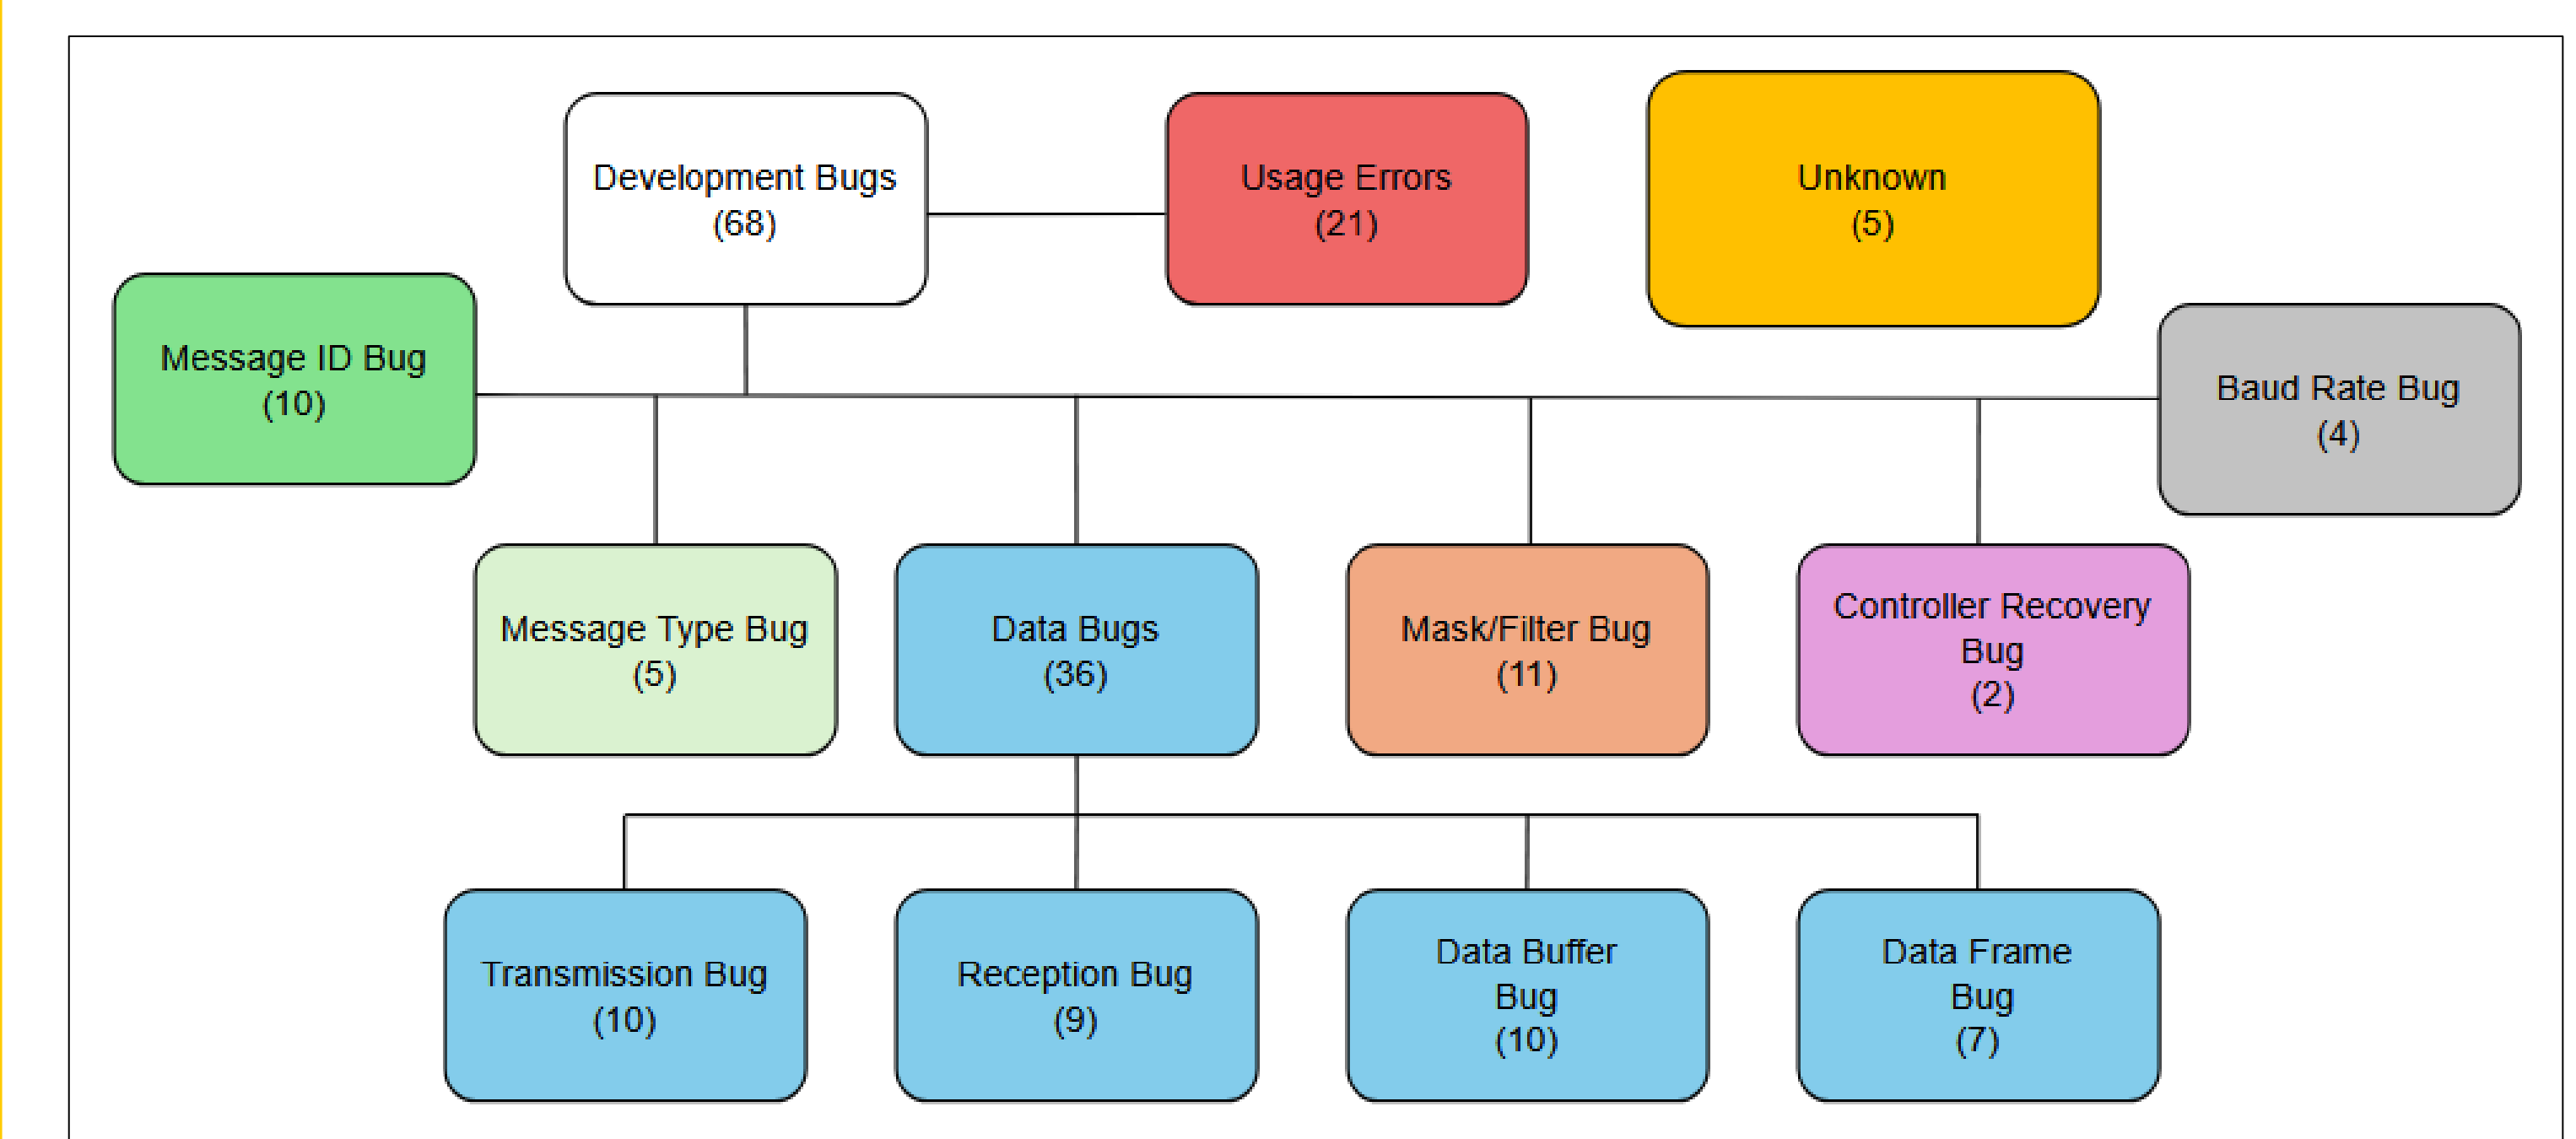 Development Bugs
(68)
Usage Errors
(21)
Unknown
(5)
Message ID Bug
(10)
Baud Rate Bug
(4)
Message Type Bug
(5)
Data Bugs
(36)
Mask/Filter Bug
(11)
Controller Recovery
Bug
(2)
Transmission Bug
(10)
Reception Bug
(9)
Data Buffer
Bug
(10)
Data Frame
Bug
(7)